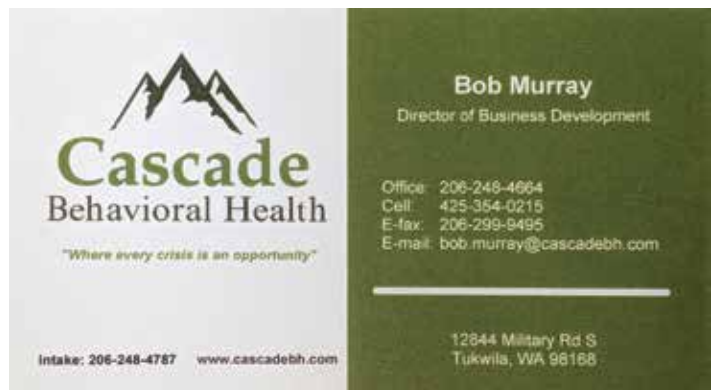 Cascade
Behavioral Health
"Where every crisis is an opportunity"
Intake: 206-248-4787 www.cascadebh.com
Bob Murray
Director of Business Development
Office: 206-248-4664
Cell: 425-354-0215
E-fax: 206-299-9495
E-mail: bob.murray@cascadebh.com
12844 Military Rd S
Tukwila, WA 98168